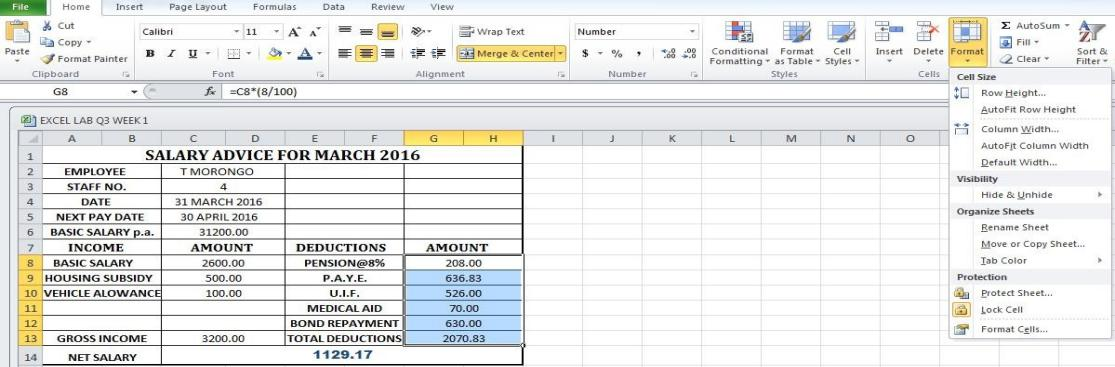 File Home Insert Page Layout Formulas Data Review View
Cut
Copy
Format Painter
Paste
Clipboard
Calibri 11 A A
B I U A
Font
Wrap Text
Merge & Center
Alignment
Number
$ % , .0 .00 .00 .0
Number
Conditional Formatting
Format as Table
Cell Styles
Styles
Insert Delete Format
Cells
Σ AutoSum
Fill
Clear
Sort & Filter
G8 fx =C8*(8/100)
EXCEL LAB Q3 WEEK 1
A B C D E F G H I J K L M N O
1 SALARY ADVICE FOR MARCH 2016
2 EMPLOYEE T MORONGO
3 STAFF NO. 4
4 DATE 31 MARCH 2016
5 NEXT PAY DATE 30 APRIL 2016
6 BASIC SALARY p.a. 31200.00
7 INCOME AMOUNT DEDUCTIONS AMOUNT
8 BASIC SALARY 2600.00 PENSION@8% 208.00
9 HOUSING SUBSIDY 500.00 P.A.Y.E. 636.83
10 VEHICLE ALOWANCE 100.00 U.I.F. 526.00
11 MEDICAL AID 70.00
12 BOND REPAYMENT 630.00
13 GROSS INCOME 3200.00 TOTAL DEDUCTIONS 2070.83
14 NET SALARY 1129.17
Cell Size
Row Height...
AutoFit Row Height
Column Width...
AutoFit Column Width
Default Width...
Visibility
Hide & Unhide
Organize Sheets
Rename Sheet
Move or Copy Sheet...
Tab Color
Protection
Protect Sheet...
Lock Cell
Format Cells...